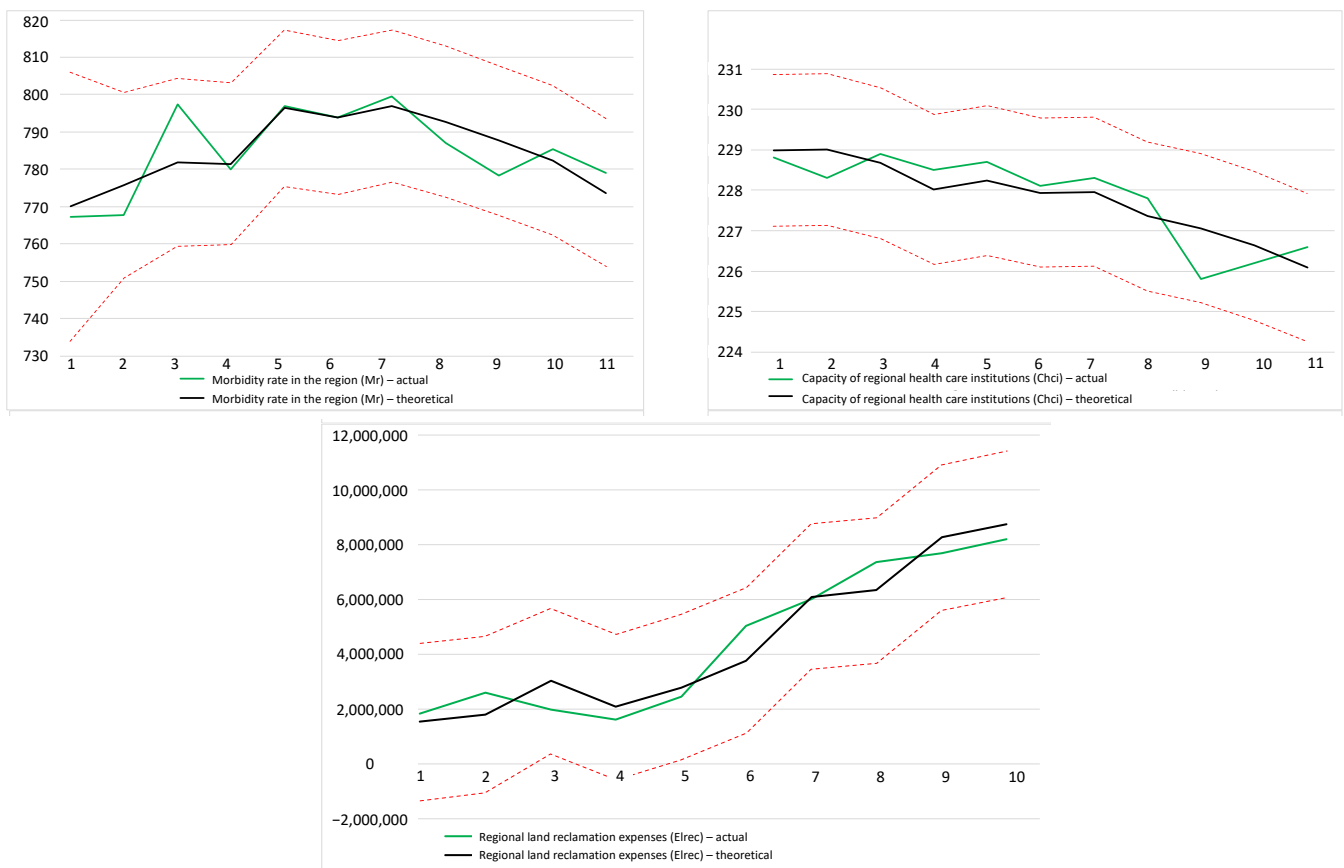 820
810
800
790
780
770
760
750
740
730
1 2 3 4 5 6 7 8 9 10 11
Morbidity rate in the region (Mr) – actual
Morbidity rate in the region (Mr) – theoretical
231
230
229
228
227
226
225
224
1 2 3 4 5 6 7 8 9 10 11
Capacity of regional health care institutions (Chci) – actual
Capacity of regional health care institutions (Chci) – theoretical
12,000,000
10,000,000
8,000,000
6,000,000
4,000,000
2,000,000
0
1 2 3 4 5 6 7 8 9 10
−2,000,000
Regional land reclamation expenses (Elrec) – actual
Regional land reclamation expenses (Elrec) – theoretical